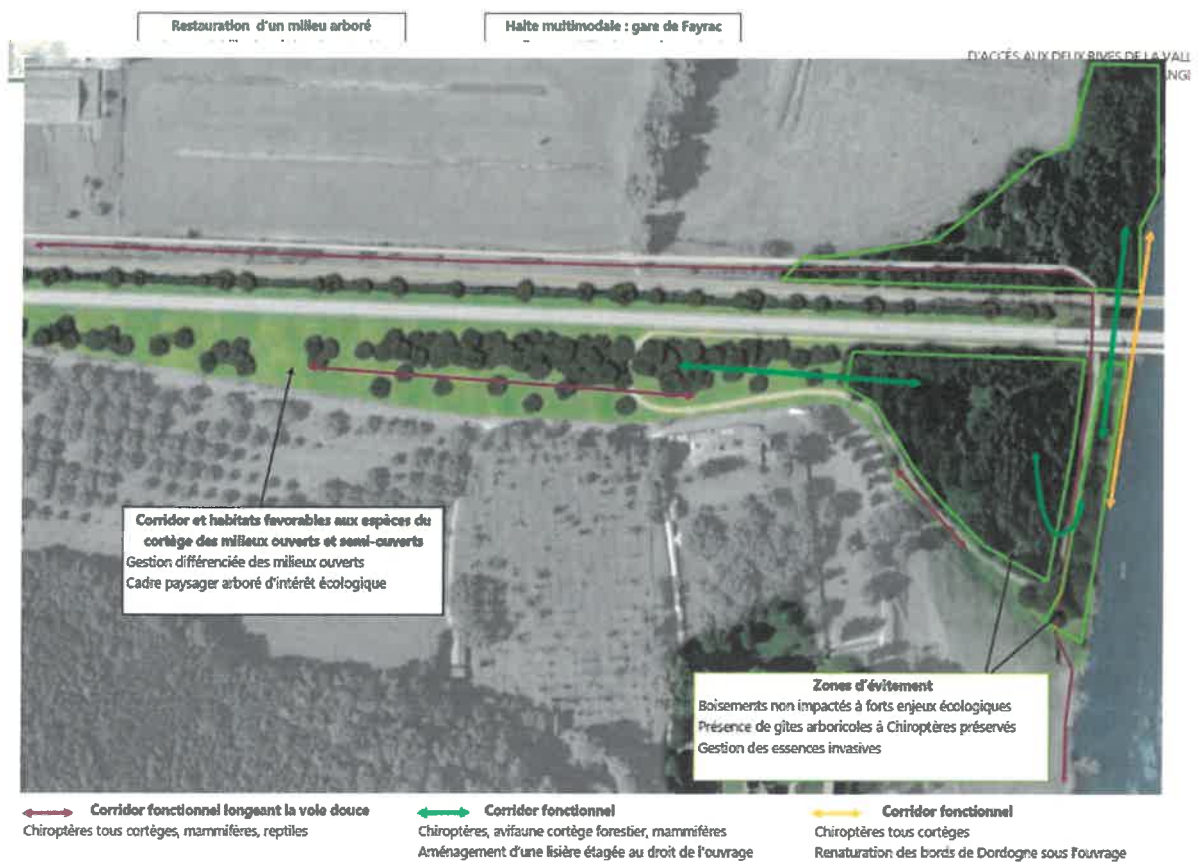 Restauration d'un milieu arboré
Halte multimodale : gare de Fayrac
D'ACCÈS AUX DEUX RIVES DE LA VALL
ANGE
Corridor et habitats favorables aux espèces du
cortège des milieux ouverts et semi-ouverts
Gestion différenciée des milieux ouverts
Cadre paysager arboré d'intérêt écologique
Zones d'évitement
Boisements non impactés à forts enjeux écologiques
Présence de gîtes arboricoles à Chiroptères préservés
Gestion des essences invasives
Corridor fonctionnel longeant la voie douce
Chiroptères tous cortèges, mammifères, reptiles
Corridor fonctionnel
Chiroptères, avifaune cortège forestier, mammifères
Aménagement d'une lisière étagée au droit de l'ouvrage
Corridor fonctionnel
Chiroptères tous cortèges
Renaturation des bords de Dordogne sous l'ouvrage